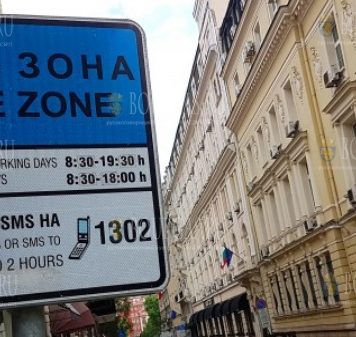 ЗОНА
E ZONE
RKING DAYS 8:30-19:30 h
YS 8:30-18:00 h
SMS НА
S OR SMS TO 1302
O 2 HOURS